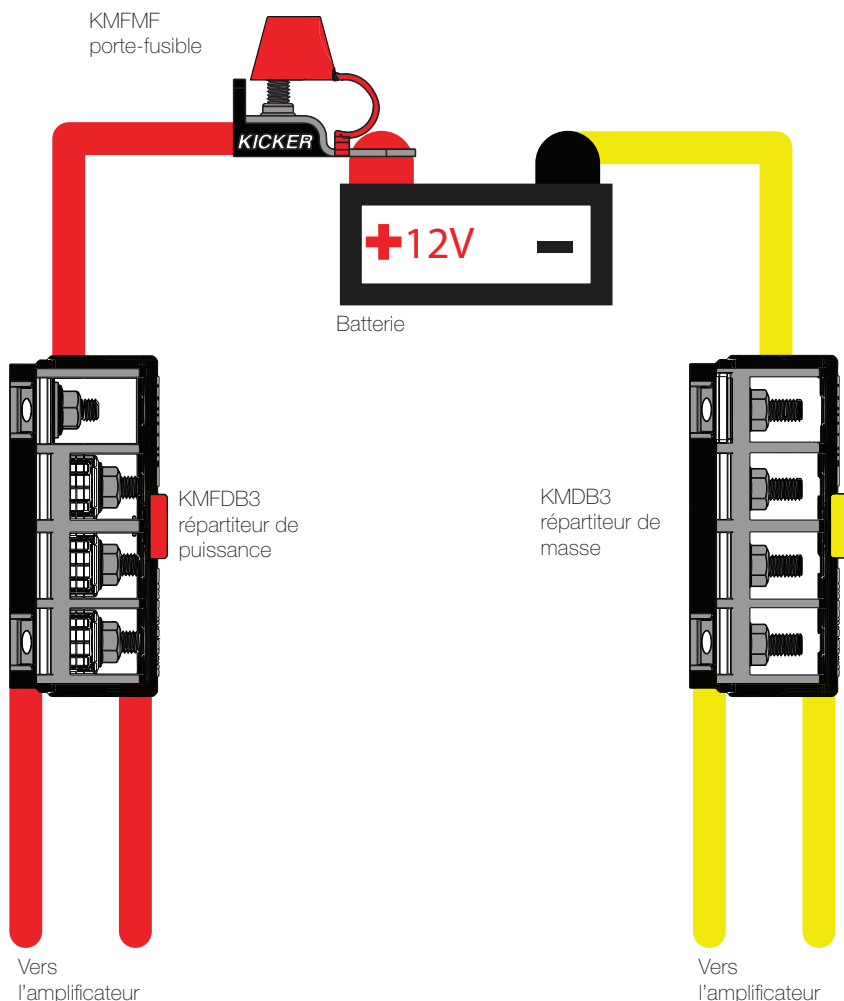 KMFMF
porte-fusible
KICKER
+12V −
Batterie
KMFDB3
répartiteur de
puissance
KMDB3
répartiteur de
masse
Vers
l'amplificateur
Vers
l'amplificateur